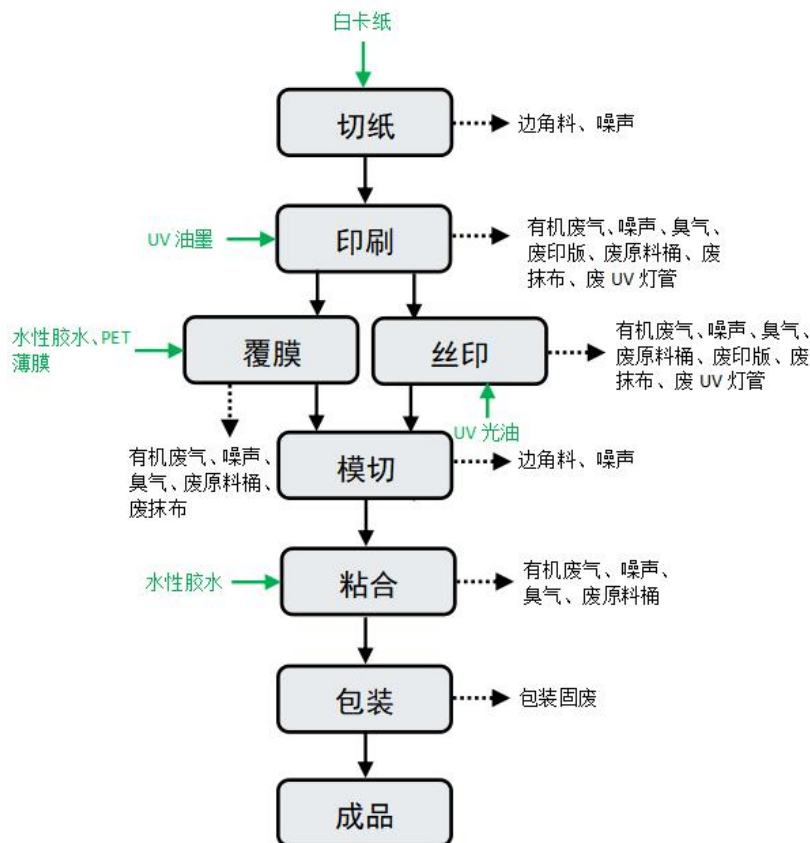 白卡纸
切纸
边角料、噪声
UV 油墨
印刷
有机废气、噪声、臭气、
废印版、废原料桶、废
抹布、废 UV 灯管
水性胶水、PET
薄膜
覆膜
丝印
有机废气、噪声、臭气、
废原料桶、废印版、废
抹布、废 UV 灯管
UV 光油
有机废气、噪声、
臭气、废原料桶、
废抹布
模切
边角料、噪声
水性胶水
粘合
有机废气、噪声、
臭气、废原料桶
包装
包装固废
成品